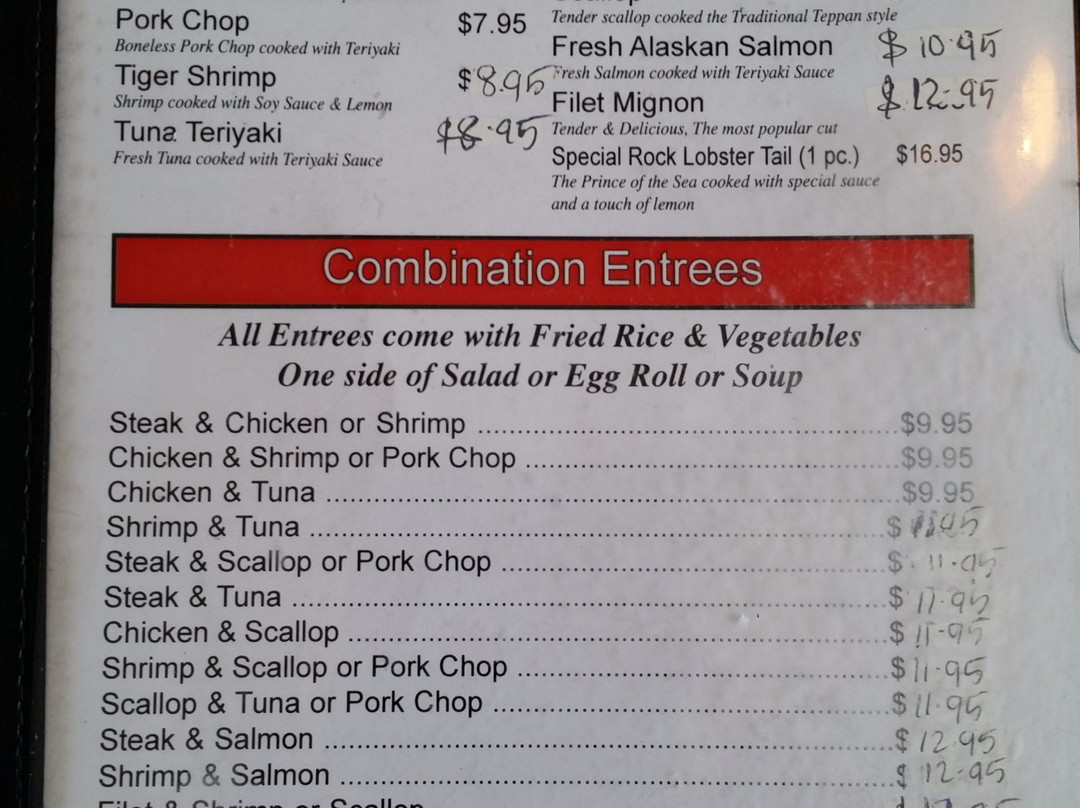 Pork Chop $7.95
Boneless Pork Chop cooked with Teriyaki
Tiger Shrimp $8.95
Shrimp cooked with Soy Sauce & Lemon
Tuna Teriyaki $8.95
Fresh Tuna cooked with Teriyaki Sauce
Tender scallop cooked the Traditional Teppan style
Fresh Alaskan Salmon $10.95
Fresh Salmon cooked with Teriyaki Sauce
Filet Mignon $12.95
Tender & Delicious, The most popular cut
Special Rock Lobster Tail (1 pc.) $16.95
The Prince of the Sea cooked with special sauce
and a touch of lemon
Combination Entrees
All Entrees come with Fried Rice & Vegetables
One side of Salad or Egg Roll or Soup
Steak & Chicken or Shrimp $9.95
Chicken & Shrimp or Pork Chop $9.95
Chicken & Tuna $9.95
Shrimp & Tuna
Steak & Scallop or Pork Chop $11.95
Steak & Tuna $11.95
Chicken & Scallop $11.95
Shrimp & Scallop or Pork Chop $11.95
Scallop & Tuna or Pork Chop $11.95
Steak & Salmon $12.95
Shrimp & Salmon $12.95